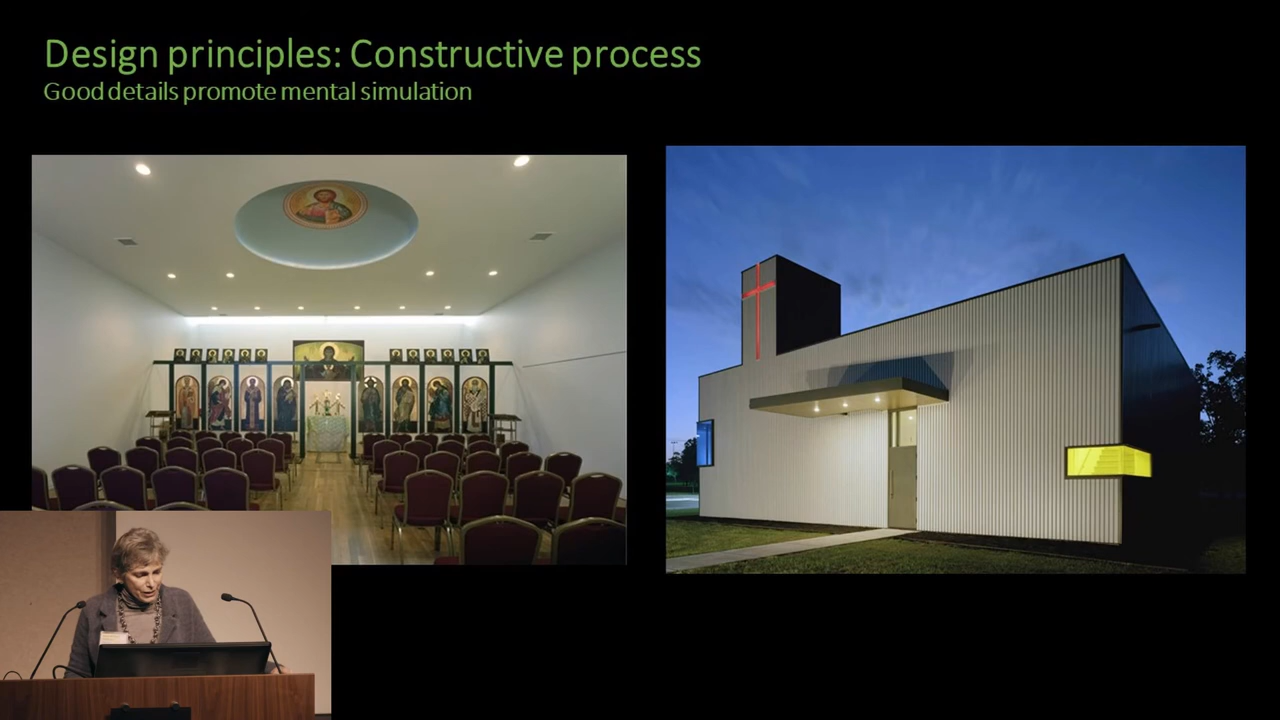 Design principles: Constructive process
Good details promote mental simulation